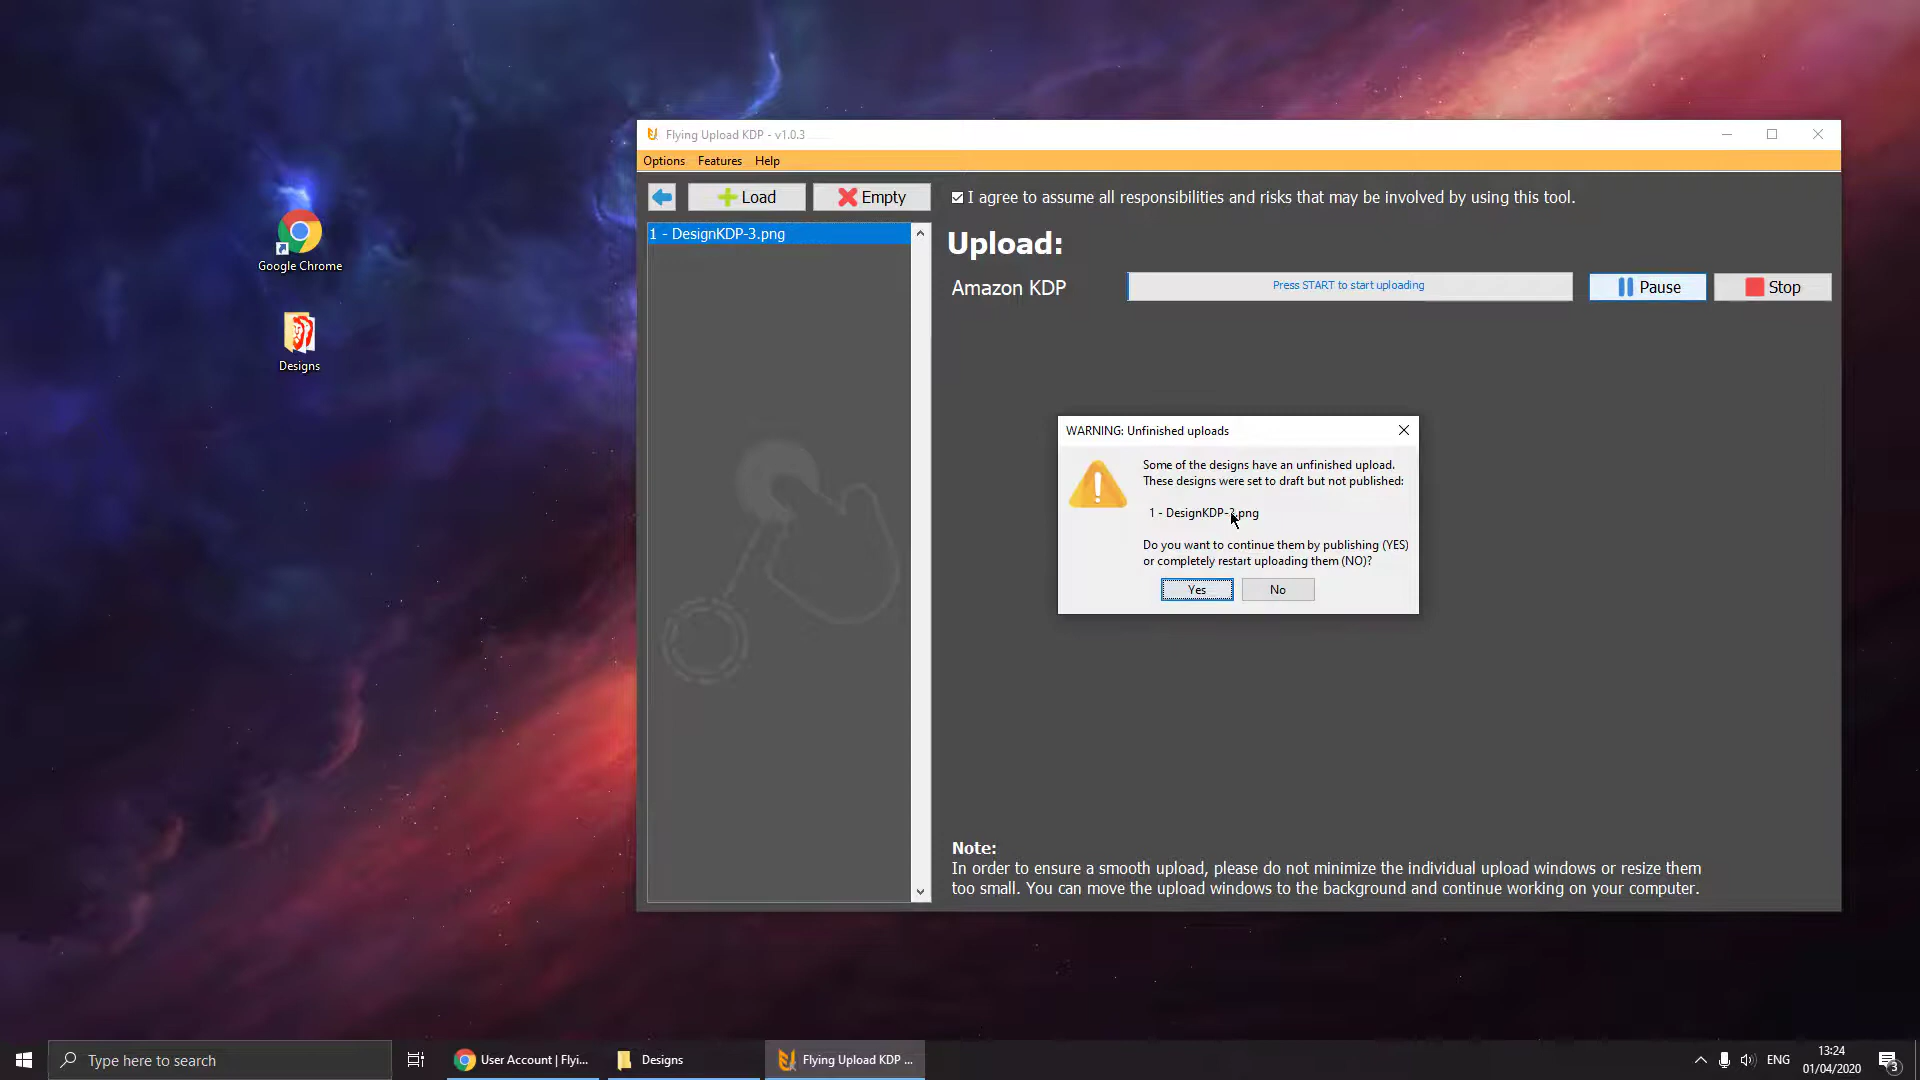 Google Chrome
Designs
Flying Upload KDP - v1.0.3
Options Features Help
Load
Empty
I agree to assume all responsibilities and risks that may be involved by using this tool.
1 - DesignKDP-3.png
Upload:
Amazon KDP
Press START to start uploading
Pause
Stop
WARNING: Unfinished uploads
Some of the designs have an unfinished upload.
These designs were set to draft but not published:
1 - DesignKDP-3.png
Do you want to continue them by publishing (YES)
or completely restart uploading them (NO)?
Yes
No
Note:
In order to ensure a smooth upload, please do not minimize the individual upload windows or resize them
too small. You can move the upload windows to the background and continue working on your computer.
Type here to search
User Account | Flyi...
Designs
Flying Upload KDP ...
ENG
13:24
01/04/2020
3